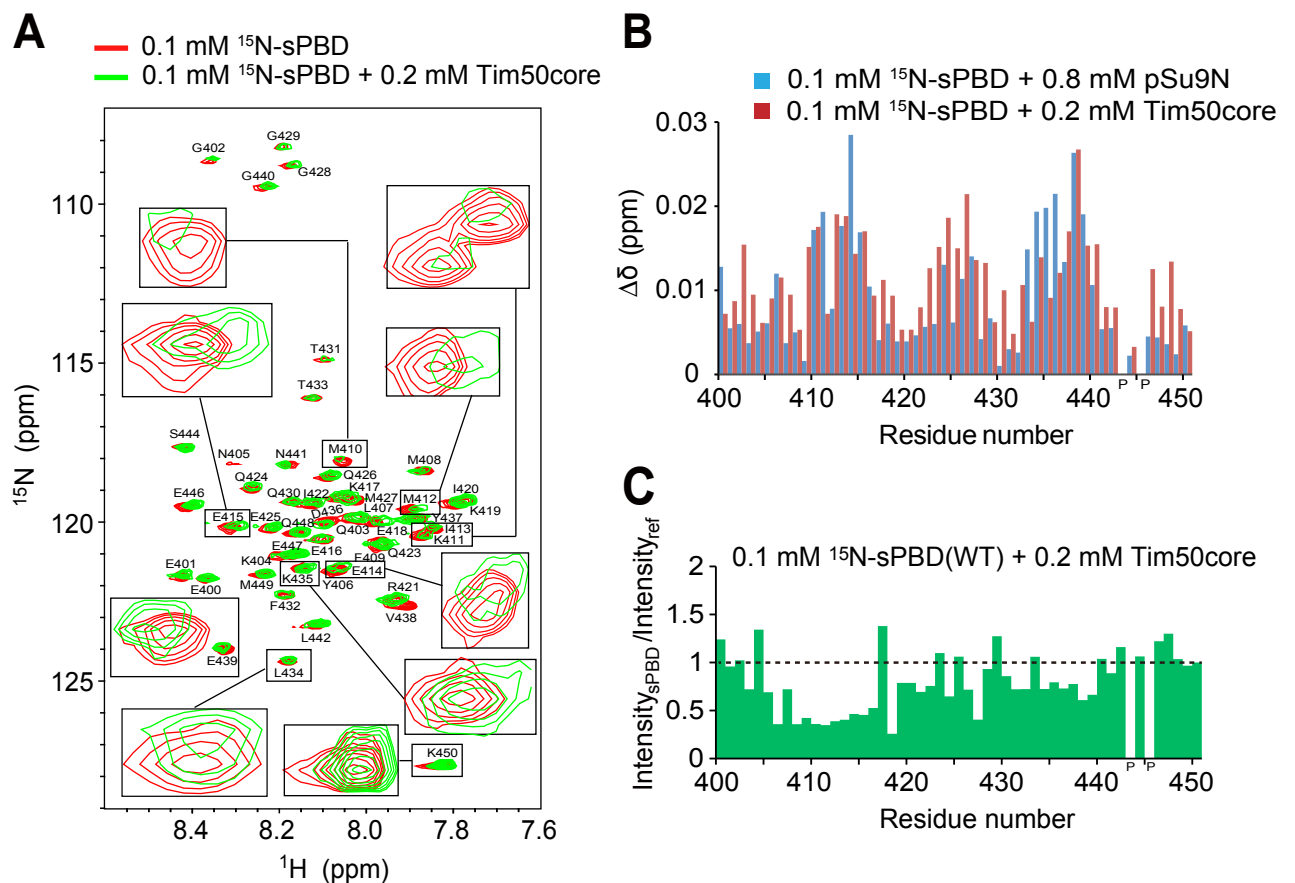 A
0.1 mM ¹⁵N-sPBD
0.1 mM ¹⁵N-sPBD + 0.2 mM Tim50core
G429
G402
G428
G440
110
T431
115
T433
S444
N405
N441
M410
M408
Q424
Q426
K417
I420
E446
Q430
I422
M427
M412
K419
D436
L407
E415
E425
Y437
Q448
Q403
E418
I413
K411
120
E447
E416
E409
Q423
K404
E414
E401
K435
Y406
M449
R421
E400
F432
V438
L442
E439
L434
125
K450
8.4
8.2
8.0
7.8
7.6
¹⁵N (ppm)
¹H (ppm)
B
0.1 mM ¹⁵N-sPBD + 0.8 mM pSu9N
0.1 mM ¹⁵N-sPBD + 0.2 mM Tim50core
0.03
0.02
0.01
0
Δδ (ppm)
P P
400 410 420 430 440 450
Residue number
C
0.1 mM ¹⁵N-sPBD(WT) + 0.2 mM Tim50core
2
1.5
1
0.5
0
Intensity_sPBD/Intensity_ref
P P
400 410 420 430 440 450
Residue number